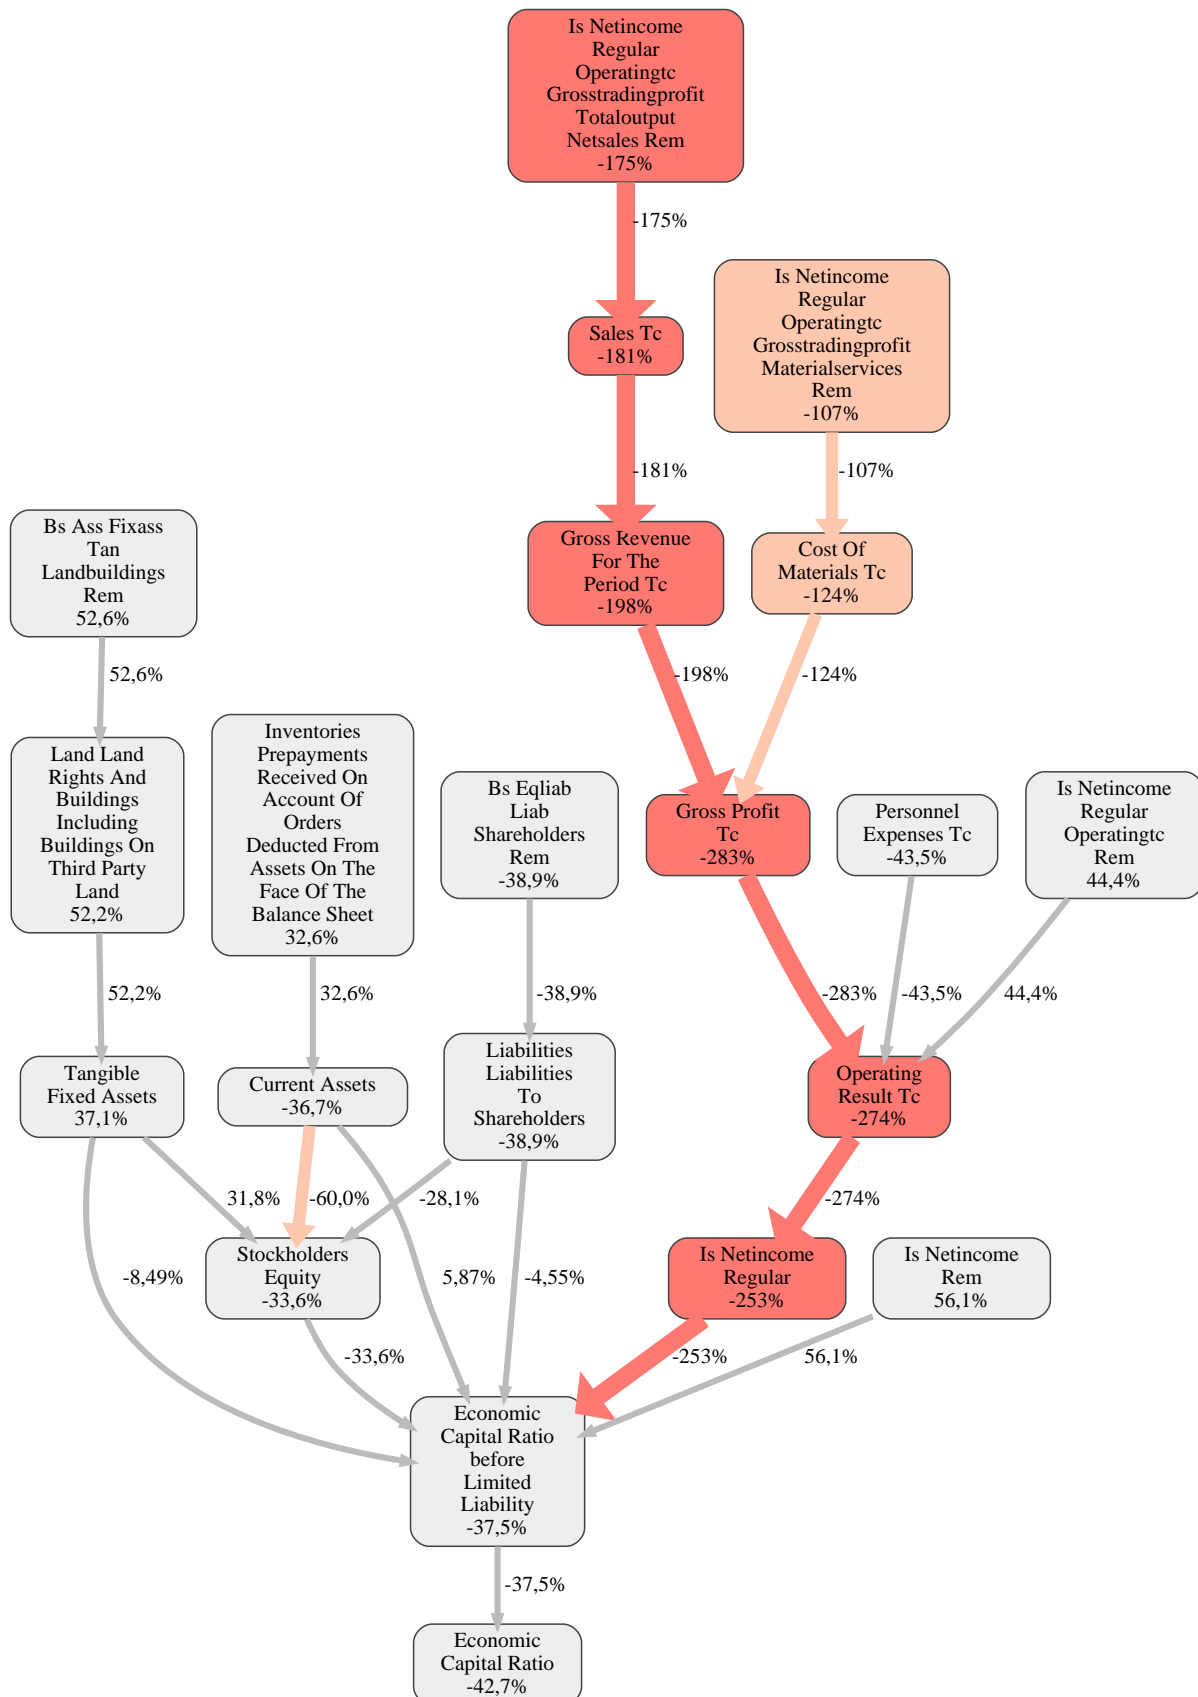 Is Netincome
Regular
Operatingtc
Grosstradingprofit
Totaloutput
Netsales Rem
-175%
-175%
Is Netincome
Regular
Operatingtc
Grosstradingprofit
Materialservices
Rem
-107%
Sales Tc
-181%
-181%
-107%
Bs Ass Fixass
Tan
Landbuildings
Rem
52,6%
Gross Revenue
For The
Period Tc
-198%
Cost Of
Materials Tc
-124%
52,6%
-198%
-124%
Land Land
Rights And
Buildings
Including
Buildings On
Third Party
Land
52,2%
Inventories
Prepayments
Received On
Account Of
Orders
Deducted From
Assets On The
Face Of The
Balance Sheet
32,6%
Bs Eqliab
Liab
Shareholders
Rem
-38,9%
Gross Profit
Tc
-283%
Personnel
Expenses Tc
-43,5%
Is Netincome
Regular
Operatingtc
Rem
44,4%
52,2%
32,6%
-38,9%
-283%
-43,5%
44,4%
Tangible
Fixed Assets
37,1%
Current Assets
-36,7%
Liabilities
Liabilities
To
Shareholders
-38,9%
Operating
Result Tc
-274%
31,8%
-60,0%
-28,1%
-274%
Stockholders
Equity
-33,6%
Is Netincome
Regular
-253%
Is Netincome
Rem
56,1%
-8,49%
5,87%
-4,55%
-33,6%
-253%
56,1%
Economic
Capital Ratio
before
Limited
Liability
-37,5%
-37,5%
Economic
Capital Ratio
-42,7%